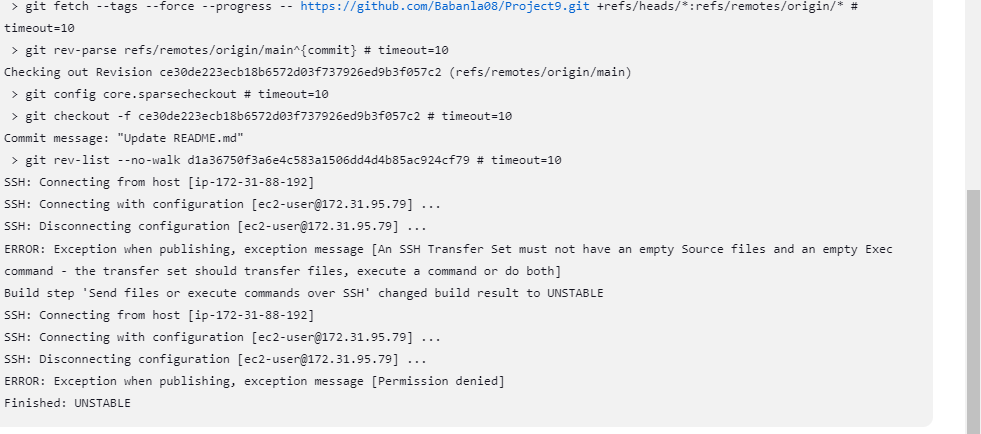 > git fetch --tags --force --progress -- https://github.com/Babanla08/Project9.git +refs/heads/*:refs/remotes/origin/* #
timeout=10
> git rev-parse refs/remotes/origin/main^{commit} # timeout=10
Checking out Revision ce30de223ecb18b6572d03f737926ed9b3f057c2 (refs/remotes/origin/main)
> git config core.sparsecheckout # timeout=10
> git checkout -f ce30de223ecb18b6572d03f737926ed9b3f057c2 # timeout=10
Commit message: "Update README.md"
> git rev-list --no-walk d1a36750f3a6e4c583a1506dd4d4b85ac924cf79 # timeout=10
SSH: Connecting from host [ip-172-31-88-192]
SSH: Connecting with configuration [ec2-user@172.31.95.79] ...
SSH: Disconnecting configuration [ec2-user@172.31.95.79] ...
ERROR: Exception when publishing, exception message [An SSH Transfer Set must not have an empty Source files and an empty Exec
command - the transfer set should transfer files, execute a command or do both]
Build step 'Send files or execute commands over SSH' changed build result to UNSTABLE
SSH: Connecting from host [ip-172-31-88-192]
SSH: Connecting with configuration [ec2-user@172.31.95.79] ...
SSH: Disconnecting configuration [ec2-user@172.31.95.79] ...
ERROR: Exception when publishing, exception message [Permission denied]
Finished: UNSTABLE